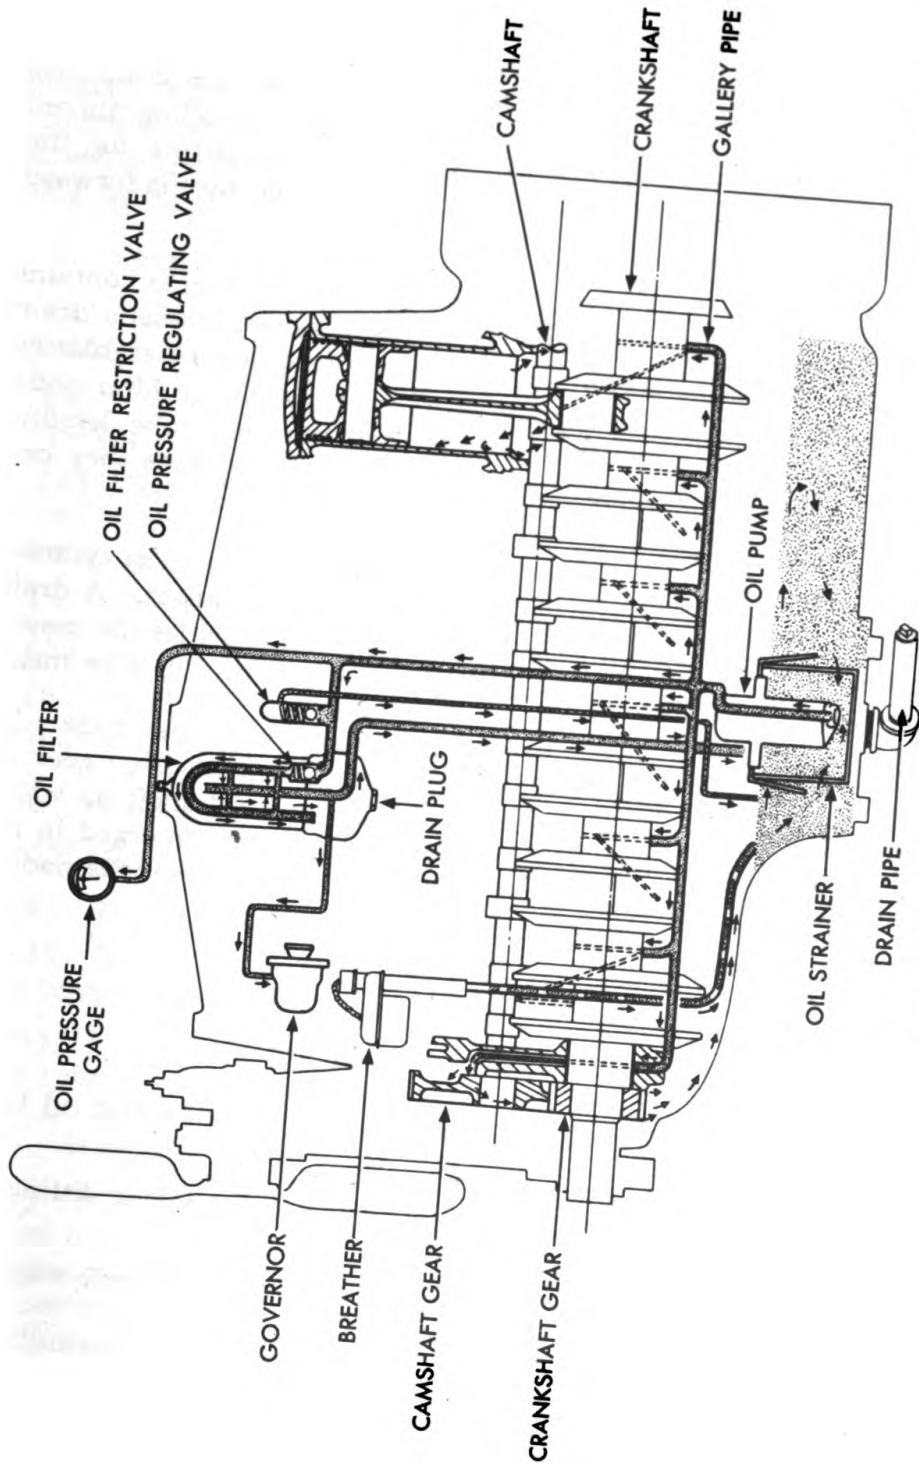 OIL FILTER RESTRICTION VALVE
OIL PRESSURE REGULATING VALVE
OIL FILTER
OIL PRESSURE
GAGE
CAMSHAFT
CRANKSHAFT
GALLERY PIPE
DRAIN PLUG
OIL PUMP
GOVERNOR
BREATHER
CAMSHAFT GEAR
CRANKSHAFT GEAR
OIL STRAINER
DRAIN PIPE